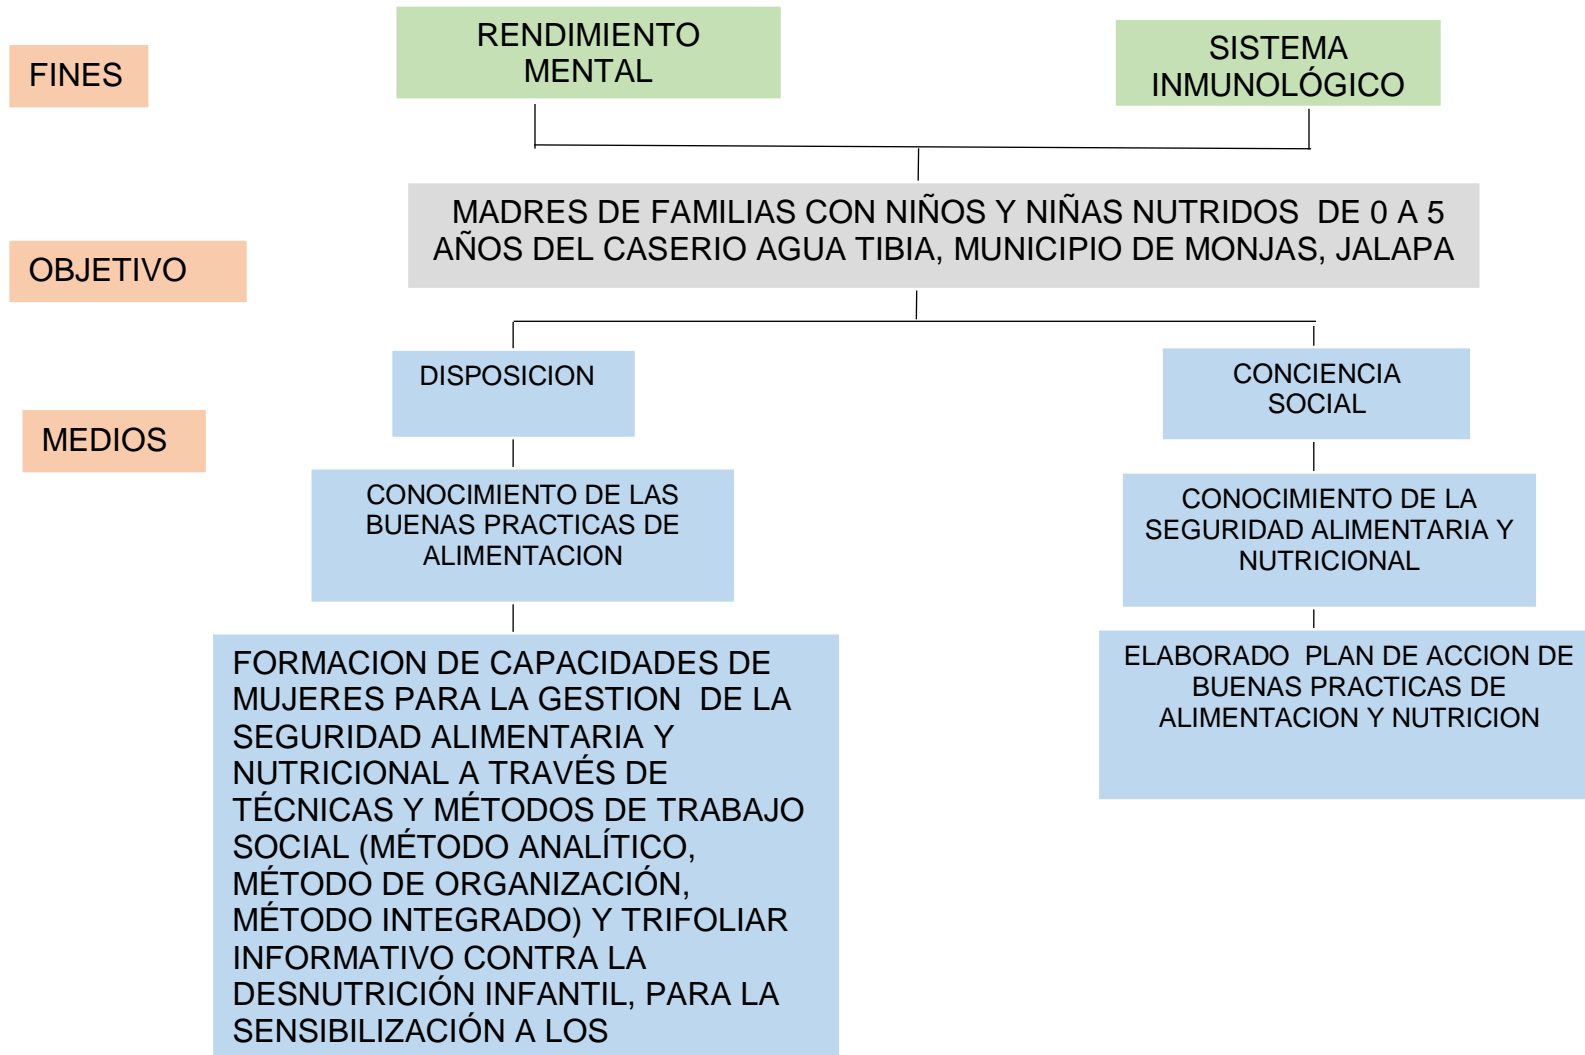 FINES
RENDIMIENTO
MENTAL
SISTEMA
INMUNOLÓGICO
OBJETIVO
MADRES DE FAMILIAS CON NIÑOS Y NIÑAS NUTRIDOS DE 0 A 5
AÑOS DEL CASERIO AGUA TIBIA, MUNICIPIO DE MONJAS, JALAPA
MEDIOS
DISPOSICION
CONCIENCIA
SOCIAL
CONOCIMIENTO DE LAS
BUENAS PRACTICAS DE
ALIMENTACION
CONOCIMIENTO DE LA
SEGURIDAD ALIMENTARIA Y
NUTRICIONAL
FORMACION DE CAPACIDADES DE
MUJERES PARA LA GESTION DE LA
SEGURIDAD ALIMENTARIA Y
NUTRICIONAL A TRAVÉS DE
TÉCNICAS Y MÉTODOS DE TRABAJO
SOCIAL (MÉTODO ANALÍTICO,
MÉTODO DE ORGANIZACIÓN,
MÉTODO INTEGRADO) Y TRIFOLIAR
INFORMATIVO CONTRA LA
DESNUTRICIÓN INFANTIL, PARA LA
SENSIBILIZACIÓN A LOS
ELABORADO PLAN DE ACCION DE
BUENAS PRACTICAS DE
ALIMENTACION Y NUTRICION